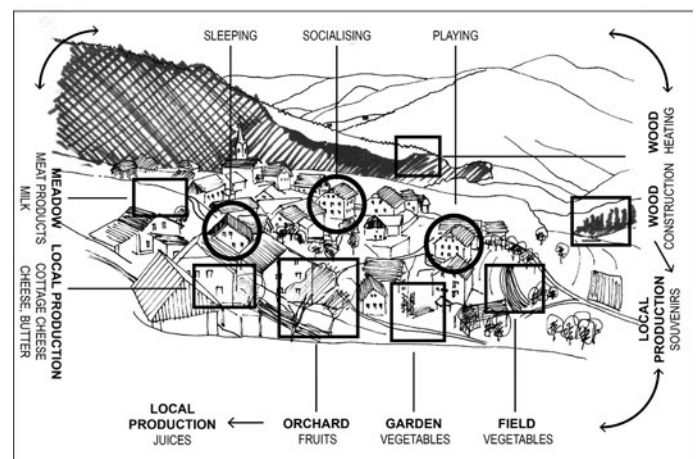 SLEEPING
SOCIALISING
PLAYING
WOOD
HEATING
WOOD
CONSTRUCTION
LOCAL
PRODUCTION
SOUVENIRS
MEADOW
MEAT PRODUCTS
MILK
LOCAL PRODUCTION
COTTAGE CHEESE
CHEESE, BUTTER
LOCAL
PRODUCTION
JUICES
ORCHARD
FRUITS
GARDEN
VEGETABLES
FIELD
VEGETABLES